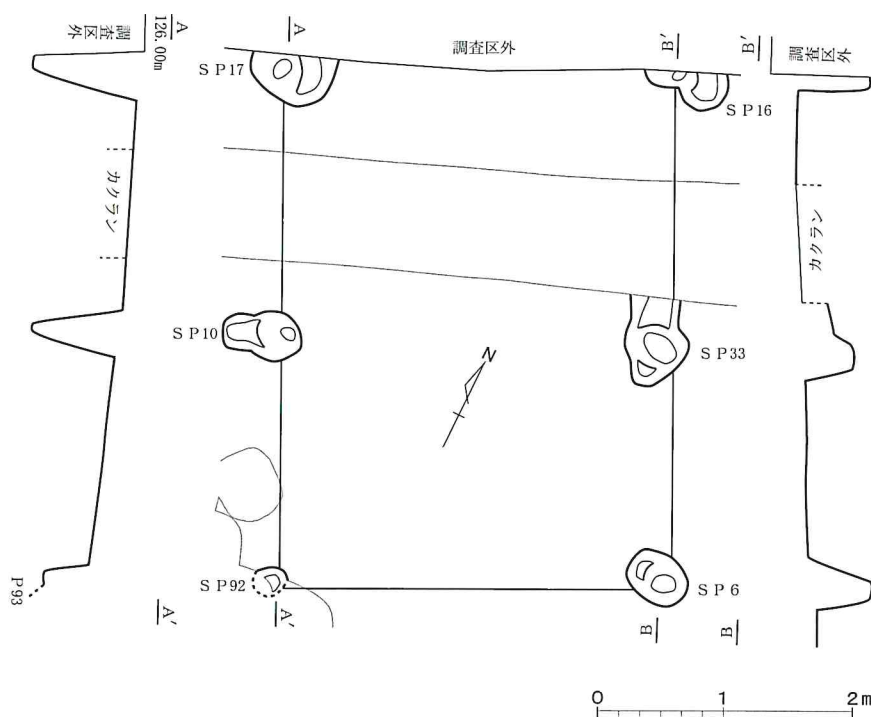 調査区外
A
126.00m
A
調査区外
B'
B'
調査区外
SP17
SP16
カクラン
カクラン
SP10
SP33
N
SP92
SP6
P93
A'
A'
B
B
0 1 2m